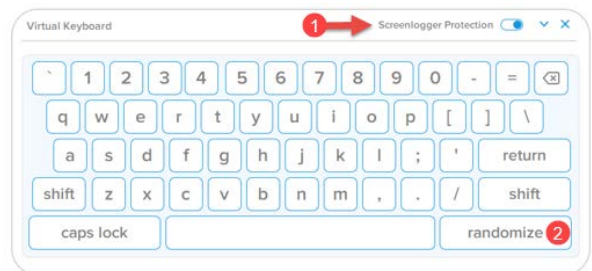 Virtual Keyboard 1 Screenlogger Protection
` 1 2 3 4 5 6 7 8 9 0 - =
q w e r t y u i o p [ ] \
a s d f g h j k l ; ' return
shift z x c v b n m , . / shift
caps lock randomize 2